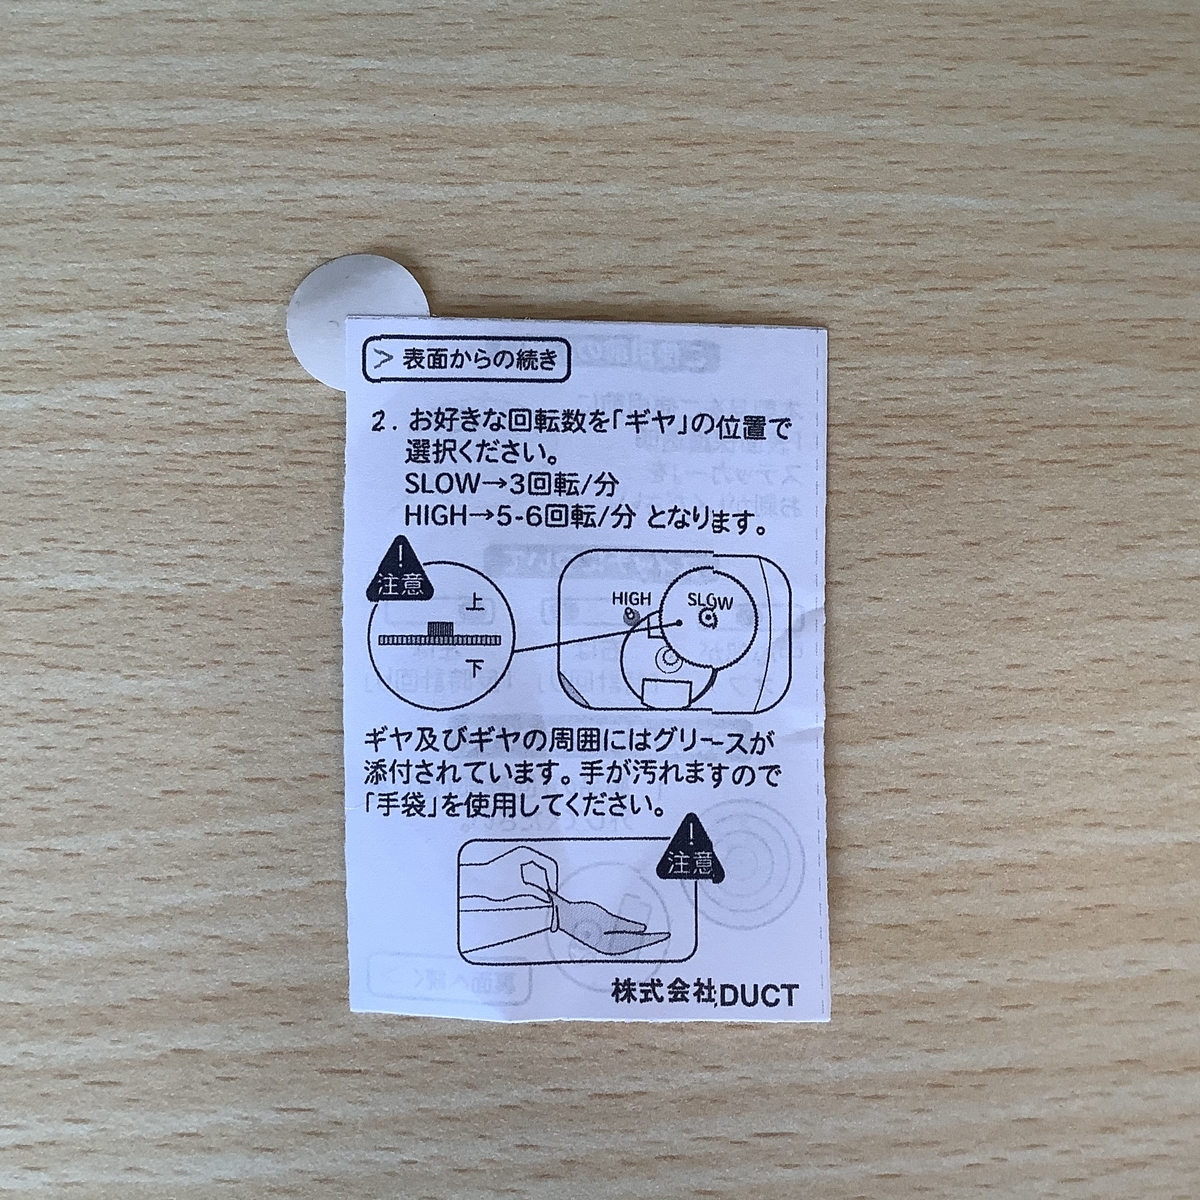 > 表面からの続き
2. お好きな回転数を「ギヤ」の位置で
選択ください。
SLOW→3回転/分
HIGH→5-6回転/分 となります。
!
注意
上
下
HIGH
SLOW
ギヤ及びギヤの周囲にはグリースが
添付されています。手が汚れますので
「手袋」を使用してください。
!
注意
株式会社DUCT